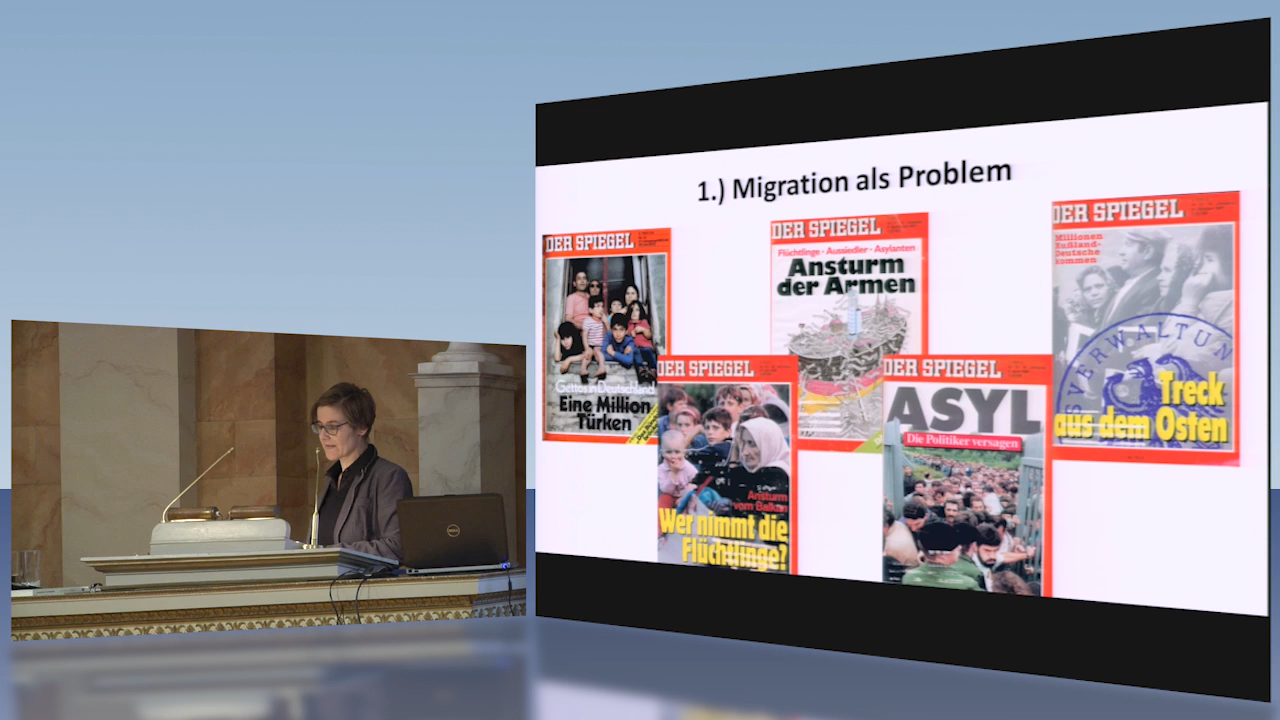 1.) Migration als Problem
DER SPIEGEL
Gettos in Deutschland
Eine Million
Türken
DER SPIEGEL
Ansturm
vom Balkan
Wer nimmt die
Flüchtlinge?
DER SPIEGEL
Flüchtlinge · Aussiedler · Asylanten
Ansturm
der Armen
DER SPIEGEL
ASYL
Die Politiker versagen
DER SPIEGEL
Millionen
Rußland-
Deutsche
kommen
VERWALTUN
Treck
aus dem Osten
DELL